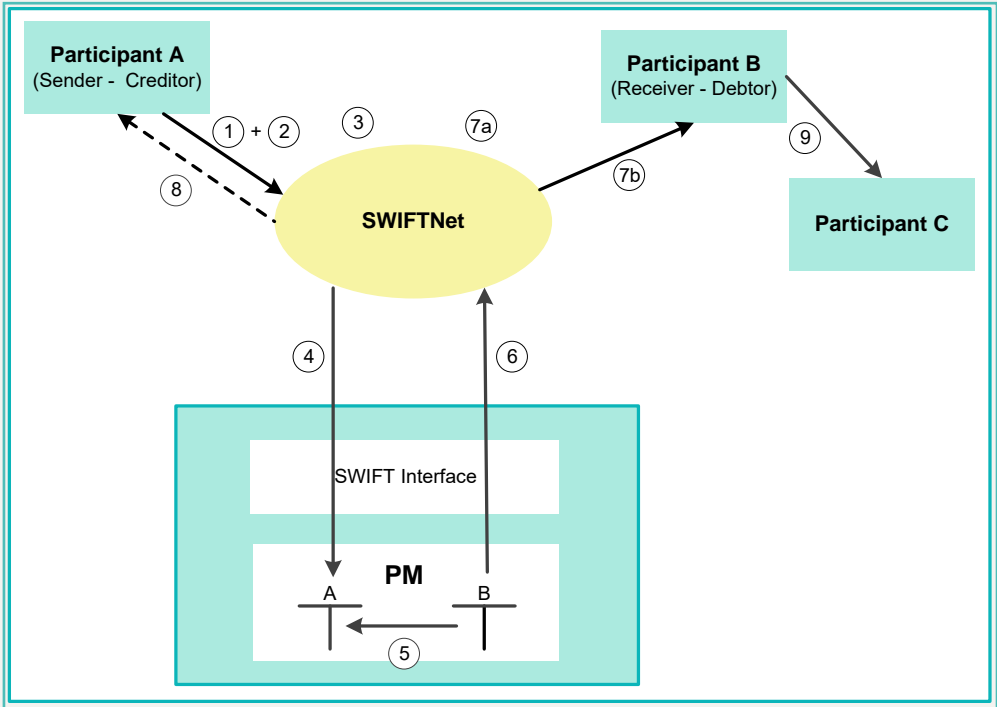 Participant A
(Sender - Creditor)
Participant B
(Receiver - Debtor)
1 + 2
3
7a
9
8
7b
SWIFTNet
Participant C
4
6
SWIFT Interface
PM
A
B
5